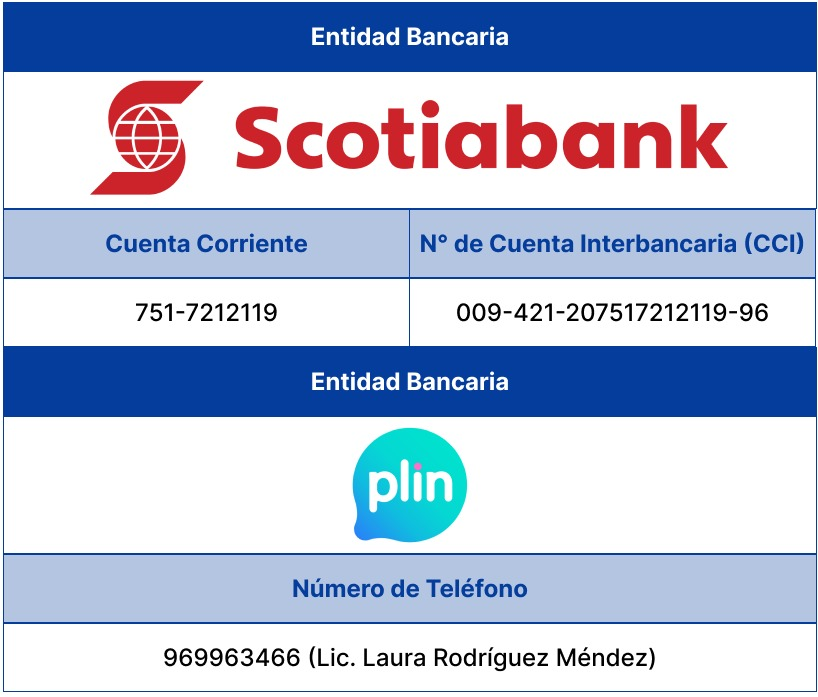 Entidad Bancaria
Scotiabank
Cuenta Corriente
N° de Cuenta Interbancaria (CCI)
751-7212119
009-421-207517212119-96
Entidad Bancaria
plin
Número de Teléfono
969963466 (Lic. Laura Rodríguez Méndez)